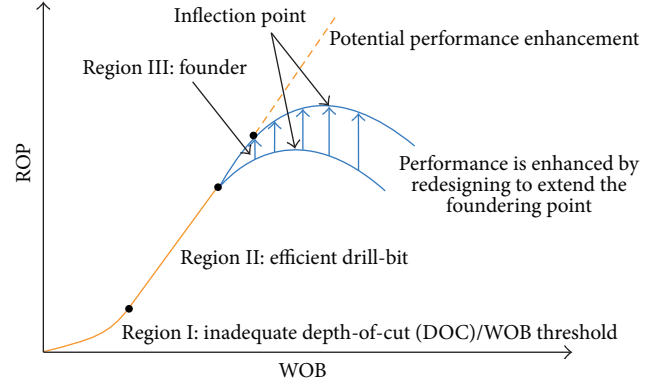 Inflection point
Potential performance enhancement
Region III: founder
ROP
Performance is enhanced by
redesigning to extend the
foundering point
Region II: efficient drill-bit
Region I: inadequate depth-of-cut (DOC)/WOB threshold
WOB